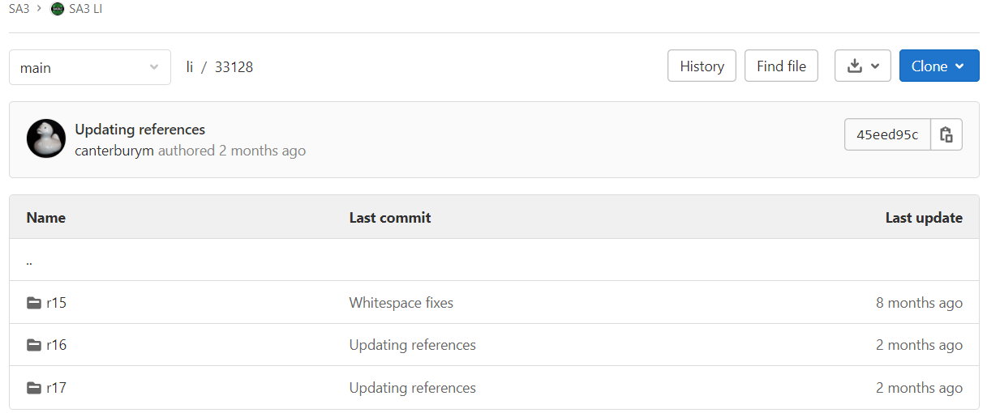 SA3 > SA3 LI
main li / 33128 History Find file Clone
Updating references
canterburym authored 2 months ago 45eed95c
Name Last commit Last update
..
r15 Whitespace fixes 8 months ago
r16 Updating references 2 months ago
r17 Updating references 2 months ago